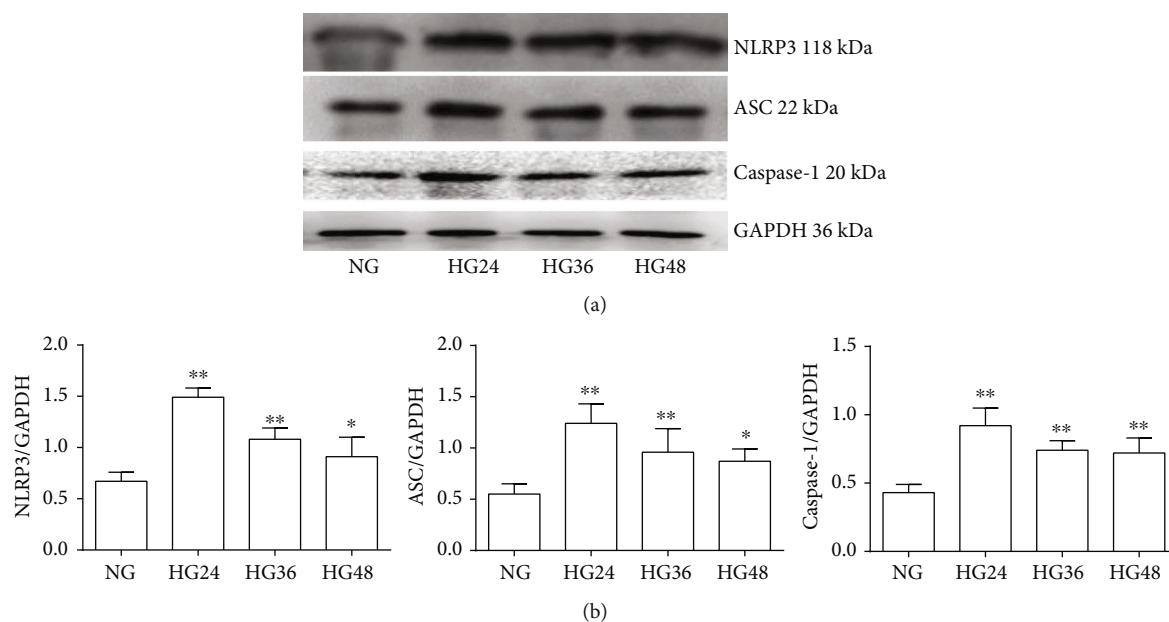 NLRP3 118 kDa
ASC 22 kDa
Caspase-1 20 kDa
GAPDH 36 kDa
NG HG24 HG36 HG48
(a)
NLRP3/GAPDH
2.0
1.5
1.0
0.5
0.0
**
**
*
NG HG24 HG36 HG48
ASC/GAPDH
2.0
1.5
1.0
0.5
0.0
**
**
*
NG HG24 HG36 HG48
Caspase-1/GAPDH
1.5
1.0
0.5
0.0
**
**
**
NG HG24 HG36 HG48
(b)